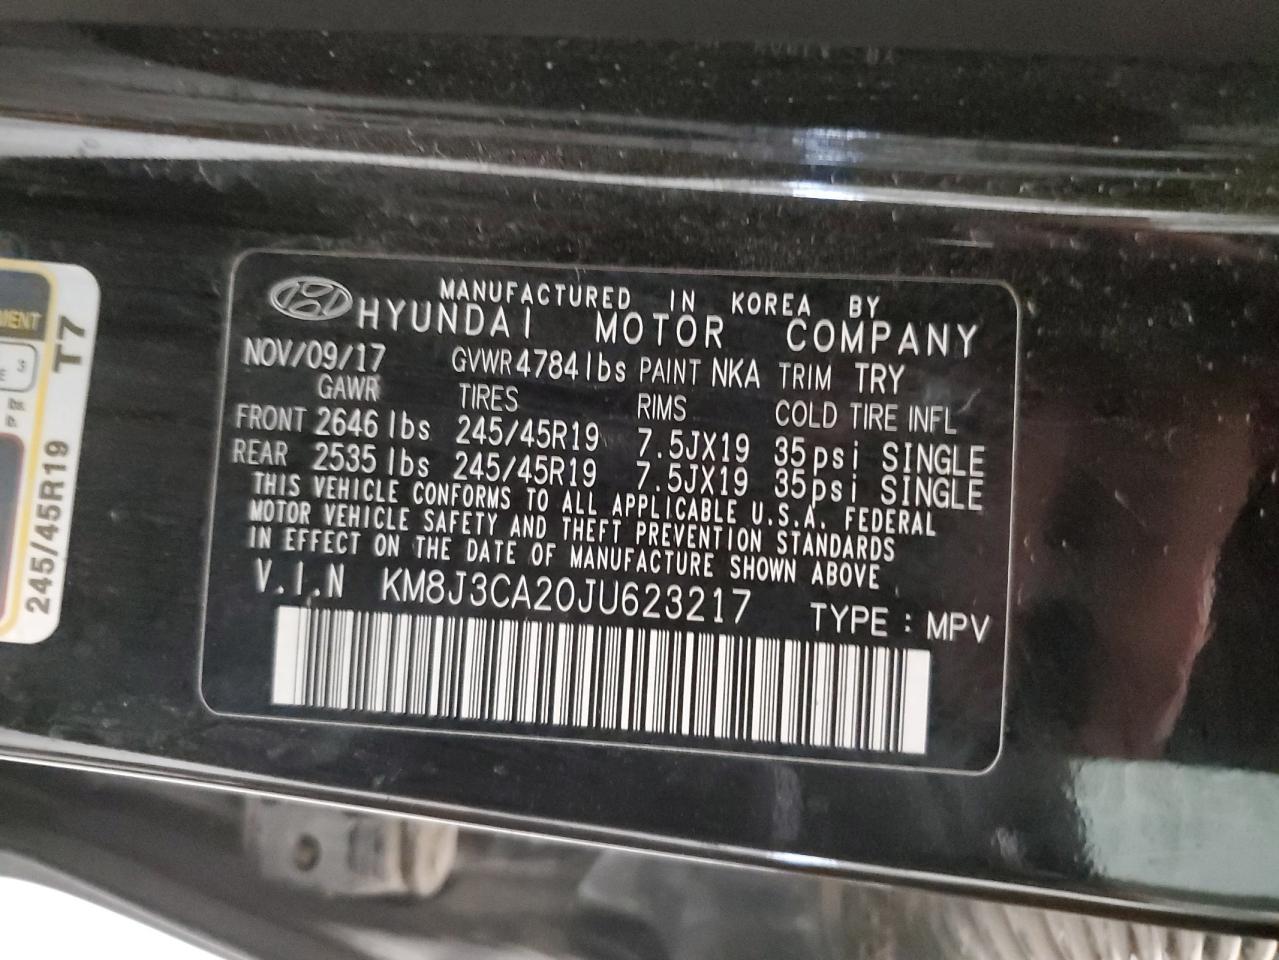 MANUFACTURED IN KOREA BY
HYUNDAI MOTOR COMPANY
NOV/09/17 GVWR 4784lbs PAINT NKA TRIM TRY
GAWR TIRES RIMS COLD TIRE INFL
FRONT 2646 lbs 245/45R19 7.5JX19 35psi SINGLE
REAR 2535 lbs 245/45R19 7.5JX19 35psi SINGLE
THIS VEHICLE CONFORMS TO ALL APPLICABLE U.S.A. FEDERAL
MOTOR VEHICLE SAFETY AND THEFT PREVENTION STANDARDS
IN EFFECT ON THE DATE OF MANUFACTURE SHOWN ABOVE
V.I.N KM8J3CA20JU623217 TYPE : MPV
245/45R19 T7
3